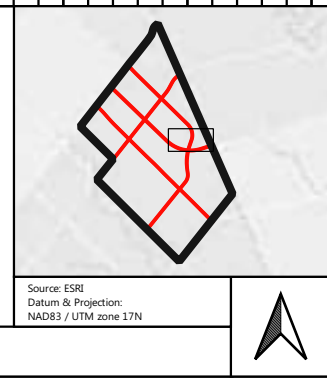 Source: ESRI
Datum & Projection:
NAD83 / UTM zone 17N